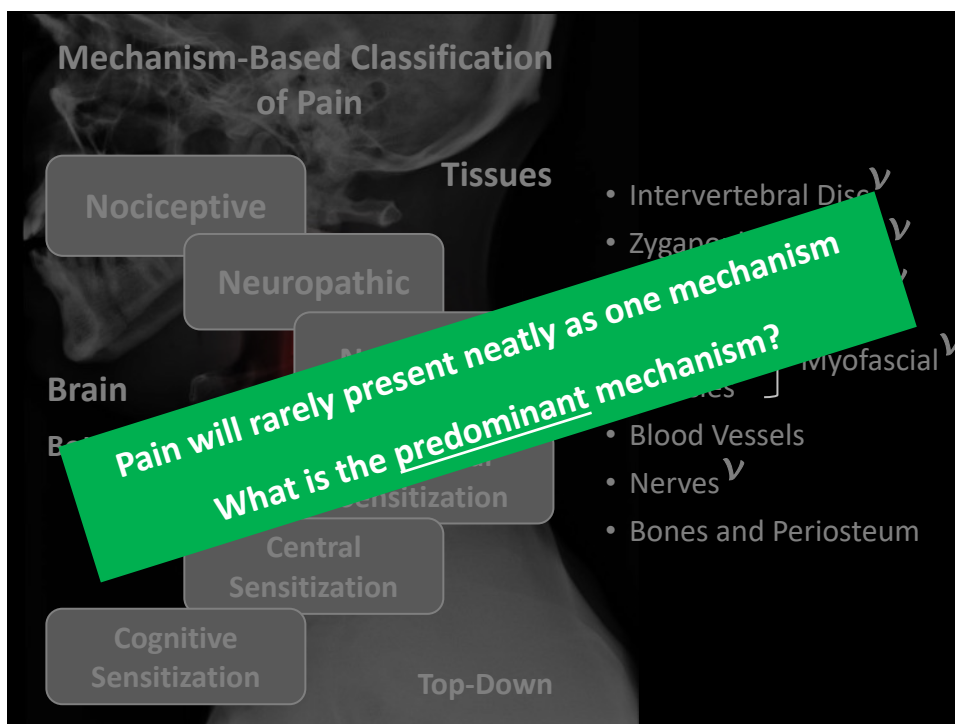 Mechanism-Based Classification
of Pain
Tissues
Nociceptive
Neuropathic
Brain
Sensitization
Central
Sensitization
Cognitive
Sensitization
Top-Down
• Intervertebral Disc ν
ν
Myofascial ν
• Blood Vessels
• Nerves ν
• Bones and Periosteum
Pain will rarely present neatly as one mechanism
What is the predominant mechanism?